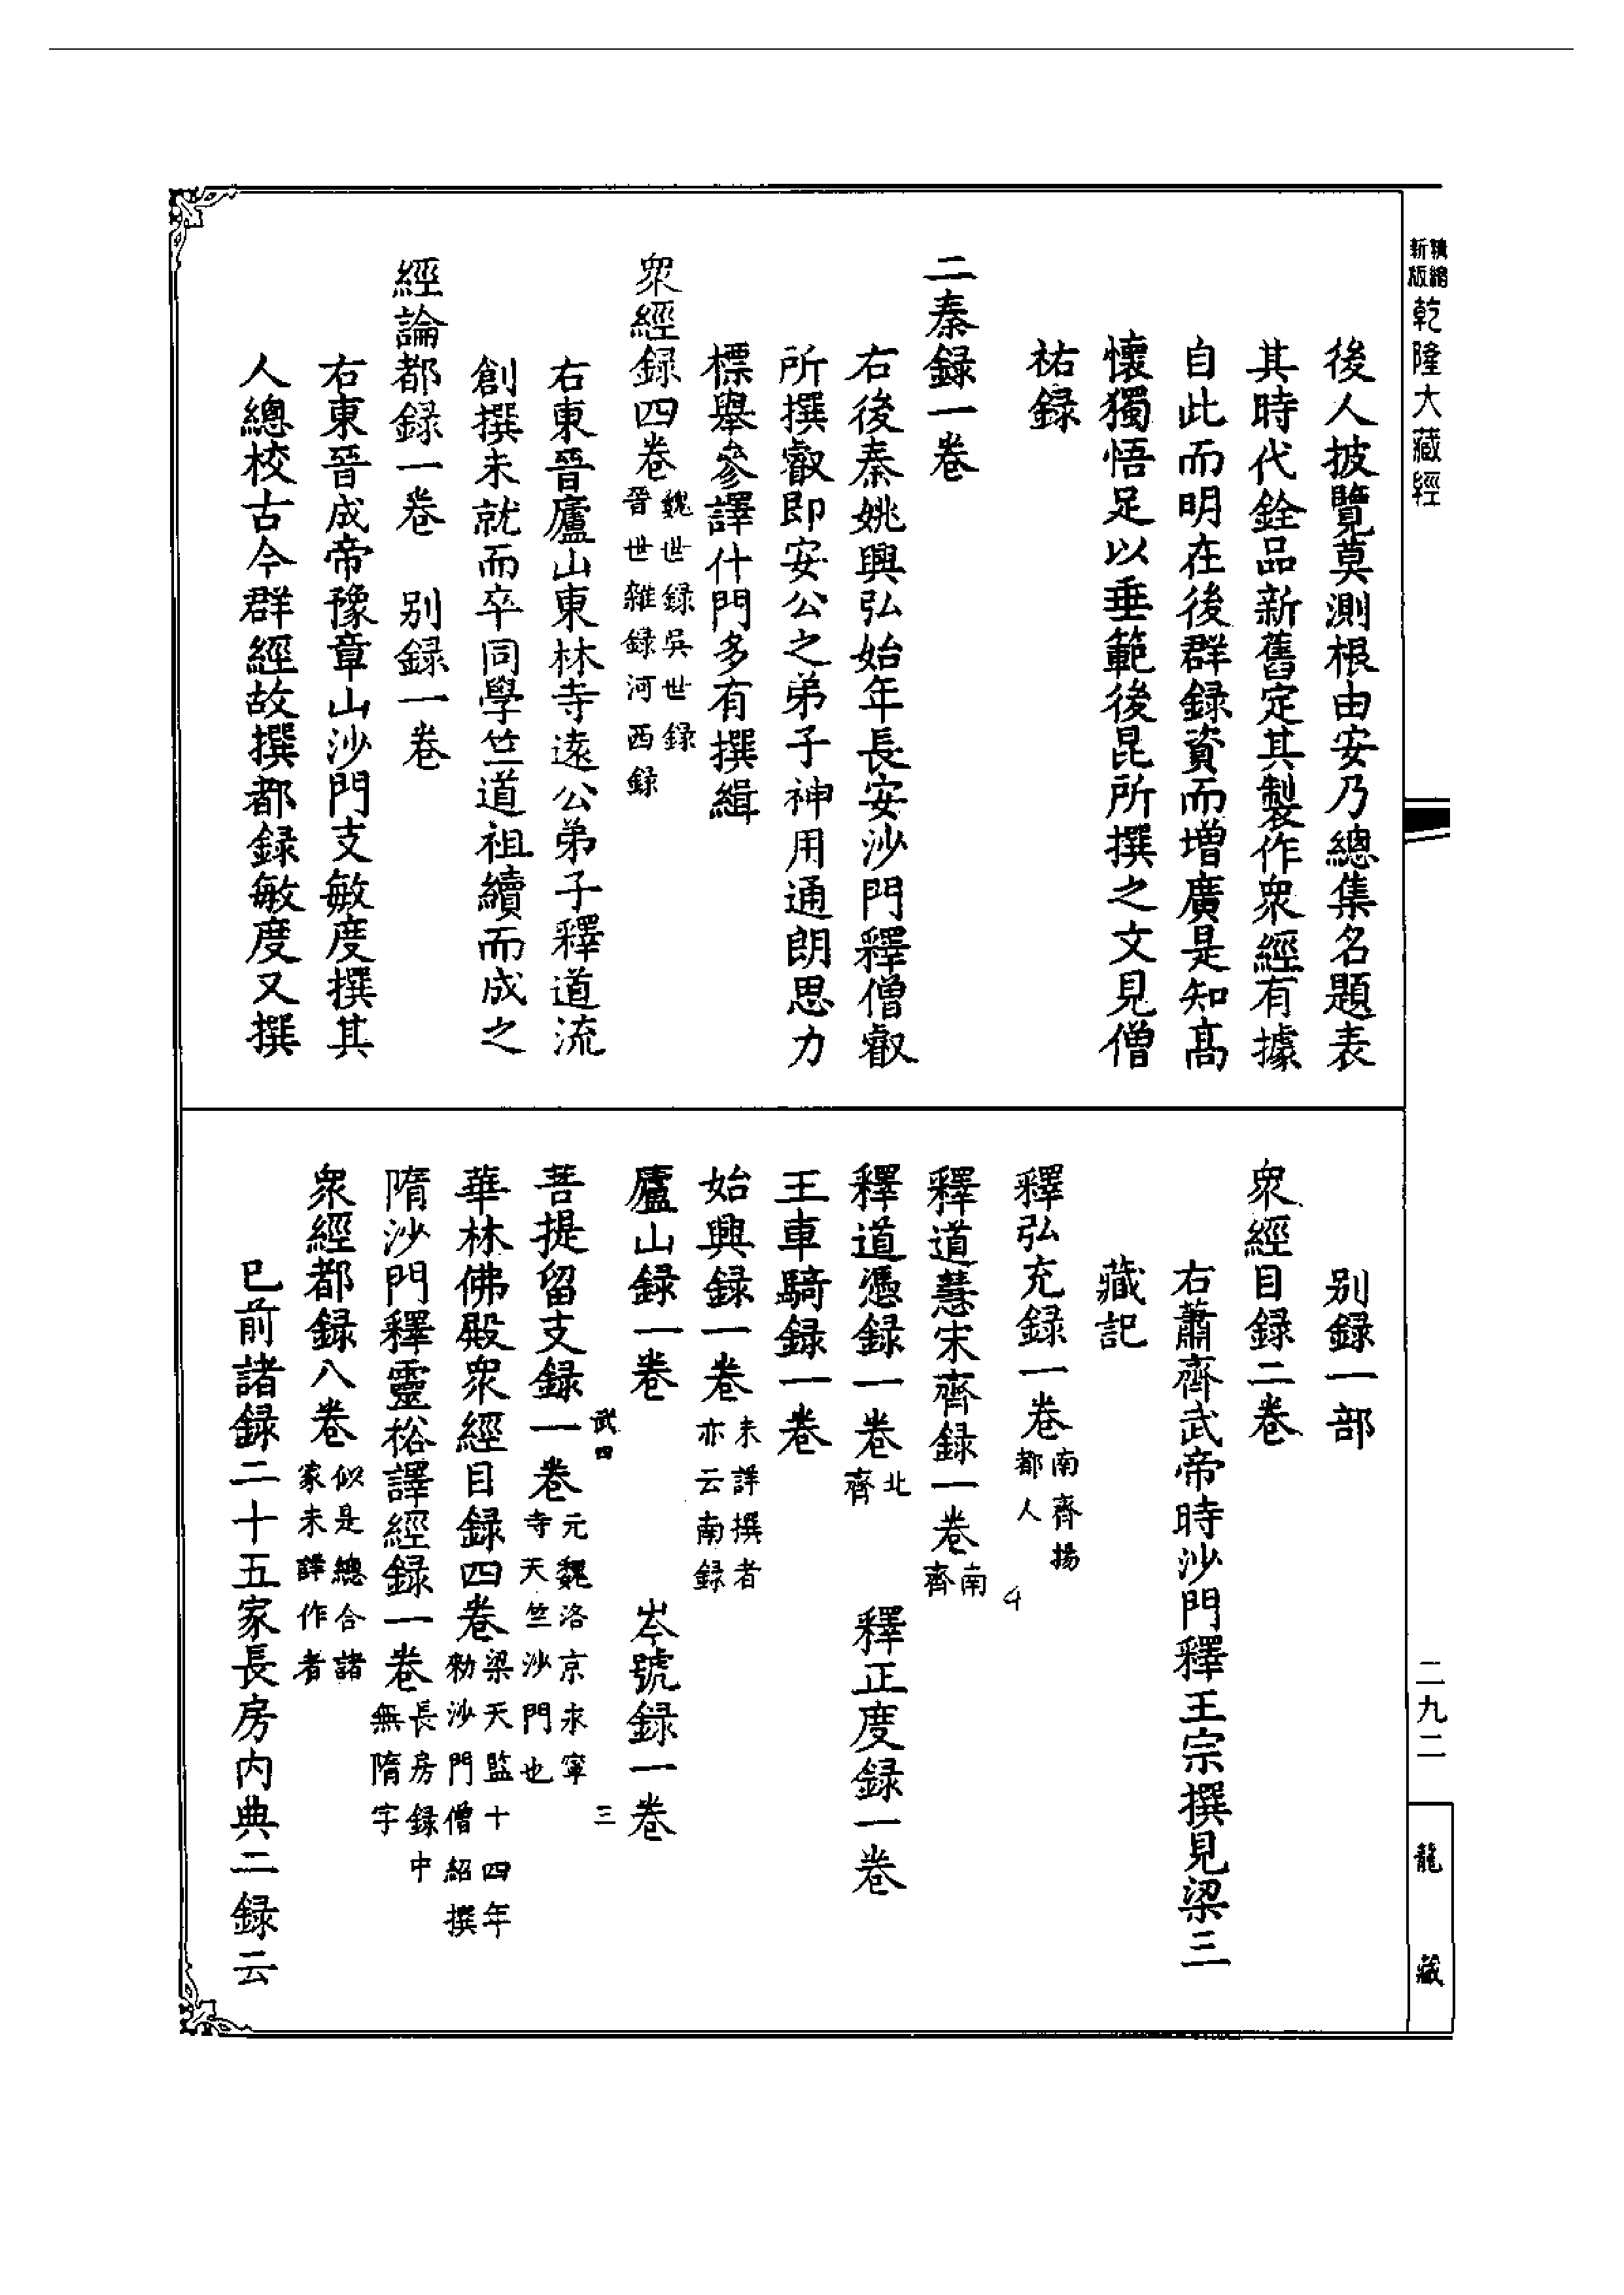 精縮
新版
乾隆大藏經
後人披覽莫測根由安乃總集名題表
其時代銓品新舊定其製作衆經有據
自此而明在後群録資而增廣是知高
懷獨悟足以垂範後昆所撰之文見僧
祐録
二秦録一卷
右後秦姚興弘始年長安沙門釋僧叡
所撰叡即安公之弟子神用通朗思力
標舉參譯什門多有撰緝
衆經録四卷魏世録吳世録
晉世雜録河西録
右東晉廬山東林寺遠公弟子釋道流
創撰未就而卒同學竺道祖續而成之
經論都録一卷　别録一卷
右東晉成帝豫章山沙門支敏度撰其
人總校古今群經故撰都録敏度又撰
别録一部
衆經目録二卷
右蕭齊武帝時沙門釋王宗撰見梁三
藏記
釋弘充録一卷南齊揚
都人
釋道慧宋齊録一卷南
齊
釋道憑録一卷北
齊
釋正度録一卷
王車騎録一卷
始興録一卷未詳撰者
亦云南録
廬山録一卷　岑號録一卷
武四　三
菩提留支録一卷元魏洛京永寧
寺天竺沙門也
華林佛殿衆經目録四卷梁天監十四年
勑沙門僧紹撰
隋沙門釋靈裕譯經録一卷長房録中
無隋字
衆經都録八卷似是總合諸
家未詳作者
已前諸録二十五家長房内典二録云
二九二
龍藏